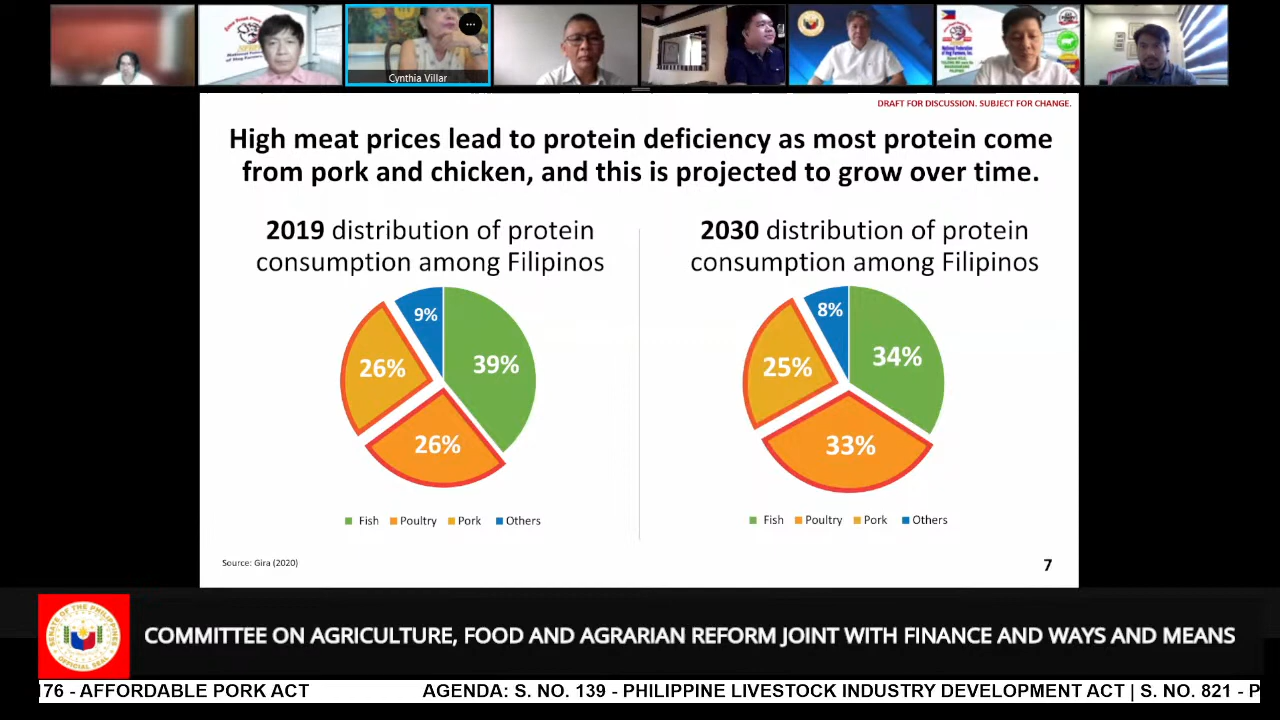 Cynthia Villar
DRAFT FOR DISCUSSION. SUBJECT FOR CHANGE.
High meat prices lead to protein deficiency as most protein come
from pork and chicken, and this is projected to grow over time.
2019 distribution of protein
consumption among Filipinos
9%
39%
26%
26%
Fish Poultry Pork Others
2030 distribution of protein
consumption among Filipinos
8%
34%
25%
33%
Fish Poultry Pork Others
Source: Gira (2020)
7
COMMITTEE ON AGRICULTURE, FOOD AND AGRARIAN REFORM JOINT WITH FINANCE AND WAYS AND MEANS
176 - AFFORDABLE PORK ACT AGENDA: S. NO. 139 - PHILIPPINE LIVESTOCK INDUSTRY DEVELOPMENT ACT | S. NO. 821 - P